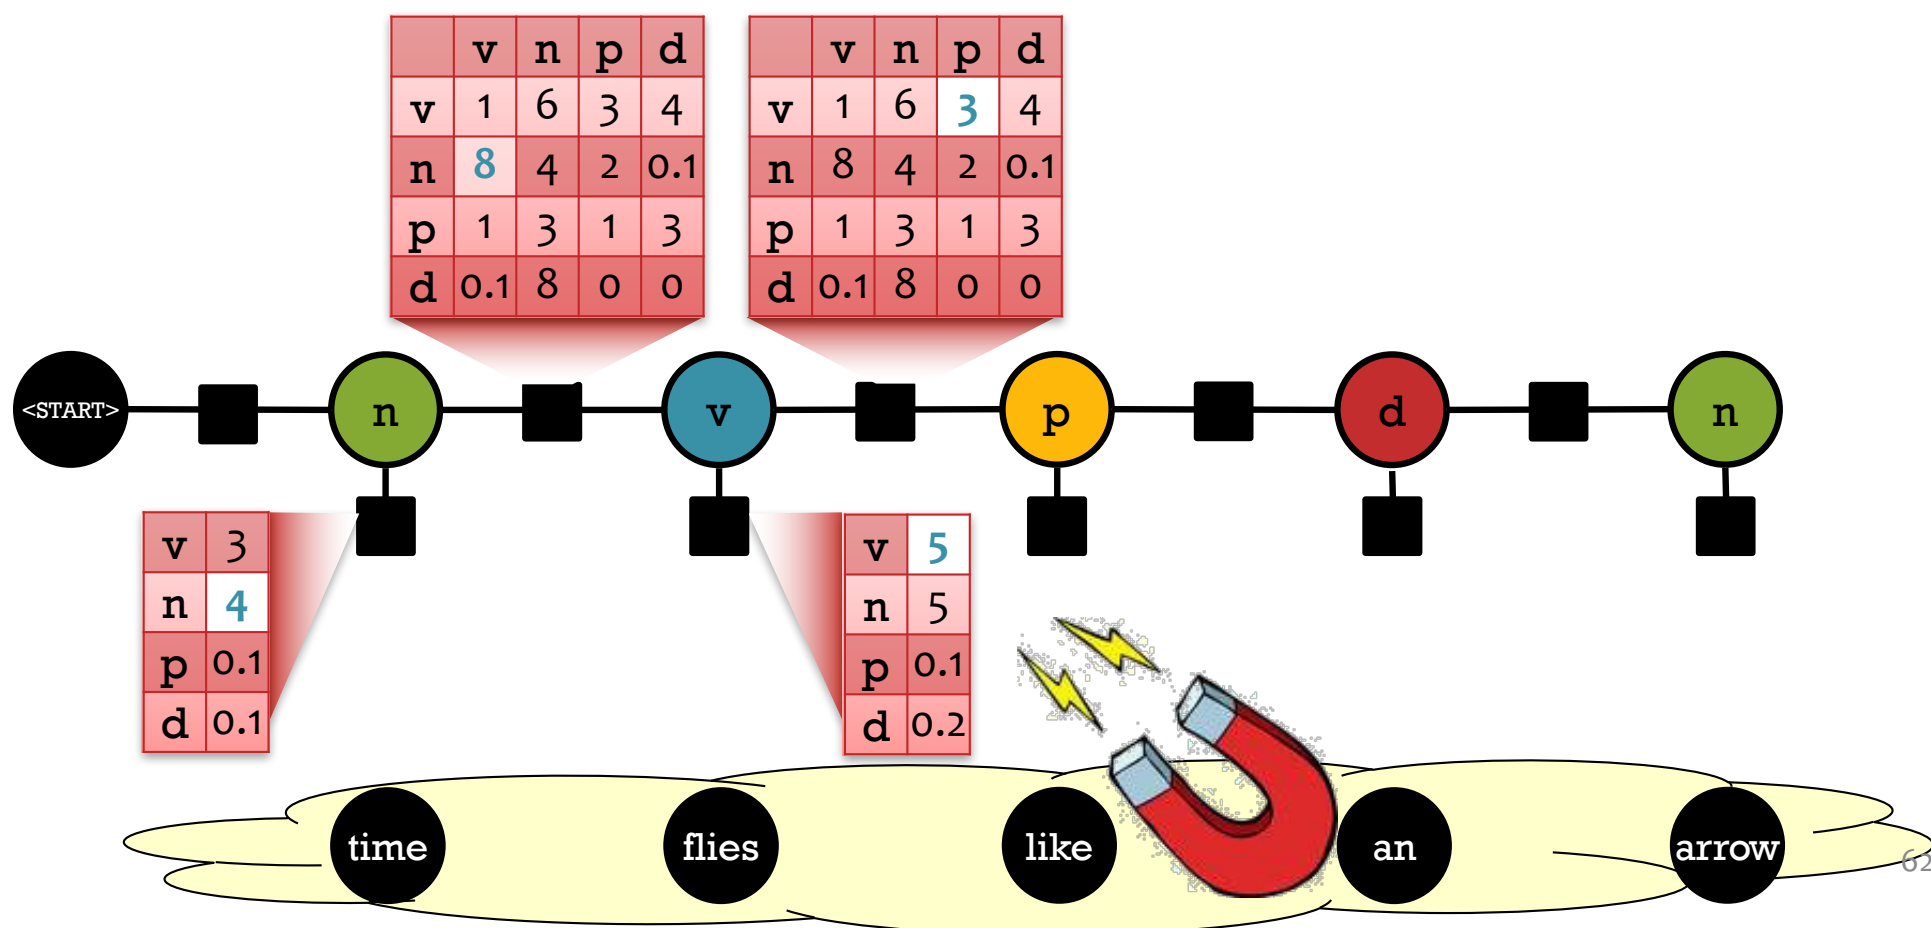 v n p d
v 1 6 3 4
n 8 4 2 0.1
p 1 3 1 3
d 0.1 8 0 0
v n p d
v 1 6 3 4
n 8 4 2 0.1
p 1 3 1 3
d 0.1 8 0 0
<START> n v p d n
v 3
n 4
p 0.1
d 0.1
v 5
n 5
p 0.1
d 0.2
time flies like an arrow
62